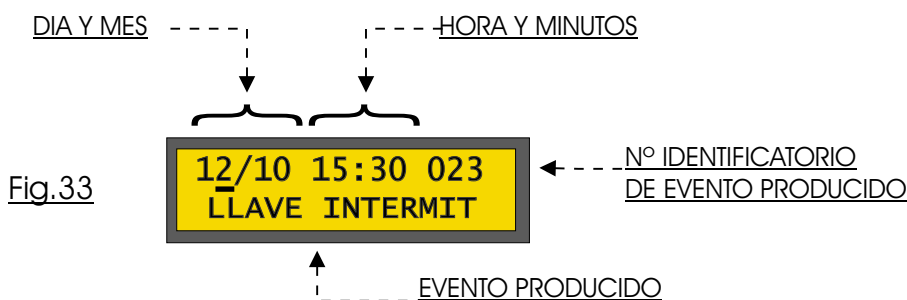 DIA Y MES
HORA Y MINUTOS
12/10 15:30 023
LLAVE INTERMIT
Nº IDENTIFICATORIO
DE EVENTO PRODUCIDO
Fig.33
EVENTO PRODUCIDO